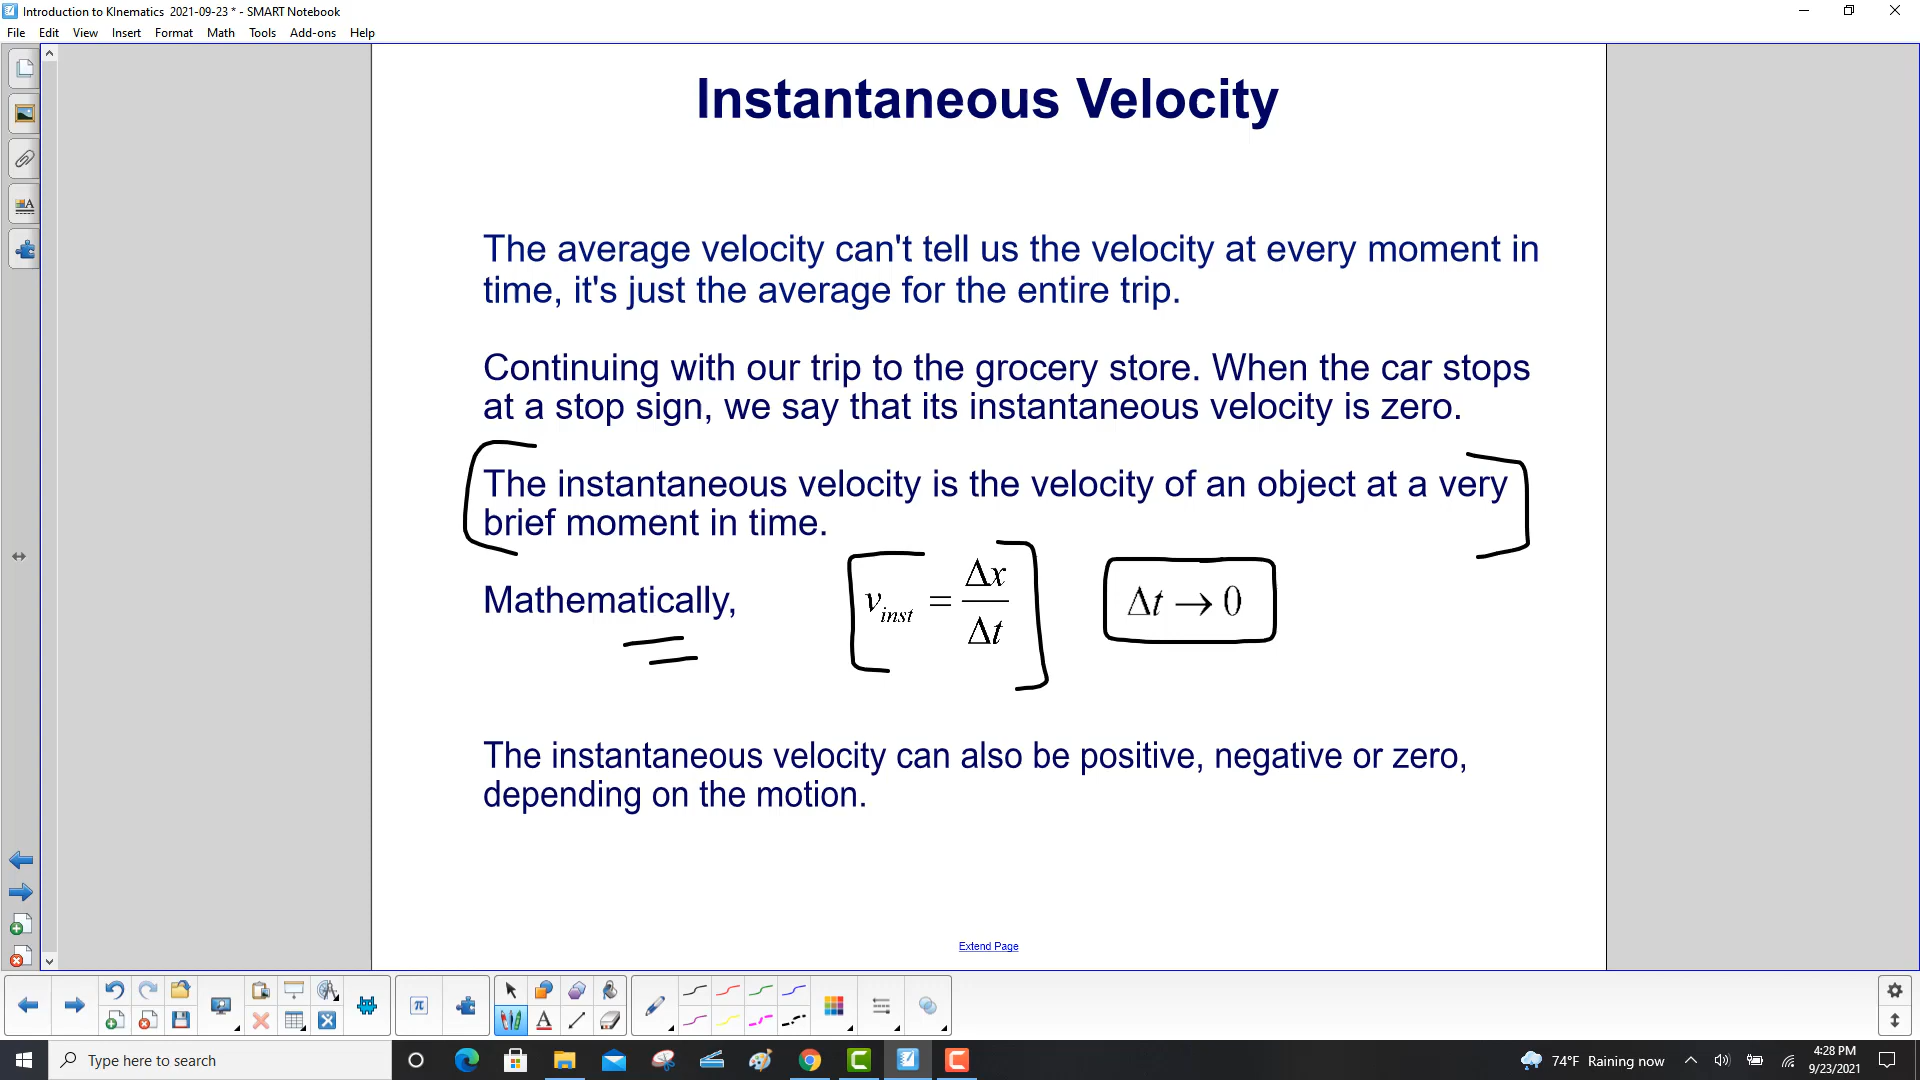 Introduction to KInematics 2021-09-23 * - SMART Notebook
File Edit View Insert Format Math Tools Add-ons Help
Instantaneous Velocity
The average velocity can't tell us the velocity at every moment in
time, it's just the average for the entire trip.
Continuing with our trip to the grocery store. When the car stops
at a stop sign, we say that its instantaneous velocity is zero.
The instantaneous velocity is the velocity of an object at a very
brief moment in time.
Mathematically, v_inst = Δx/Δt Δt → 0
The instantaneous velocity can also be positive, negative or zero,
depending on the motion.
Extend Page
π
A
Type here to search
74°F Raining now
4:28 PM
9/23/2021